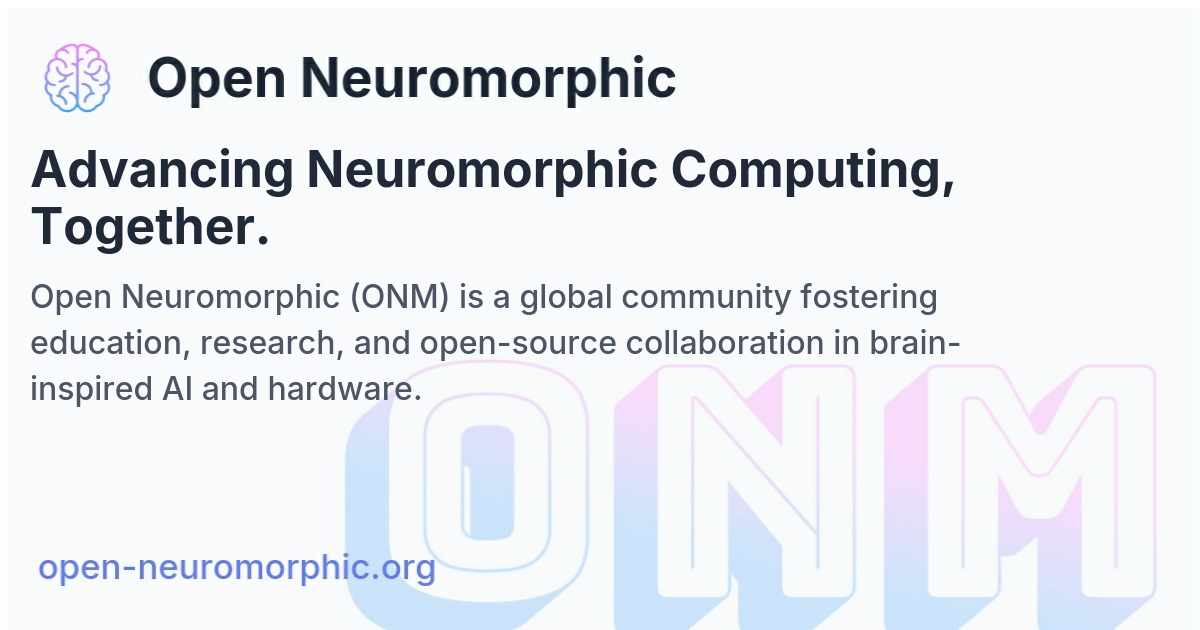 Open Neuromorphic
Advancing Neuromorphic Computing,
Together.
Open Neuromorphic (ONM) is a global community fostering
education, research, and open-source collaboration in brain-
inspired AI and hardware.
ONM
open-neuromorphic.org